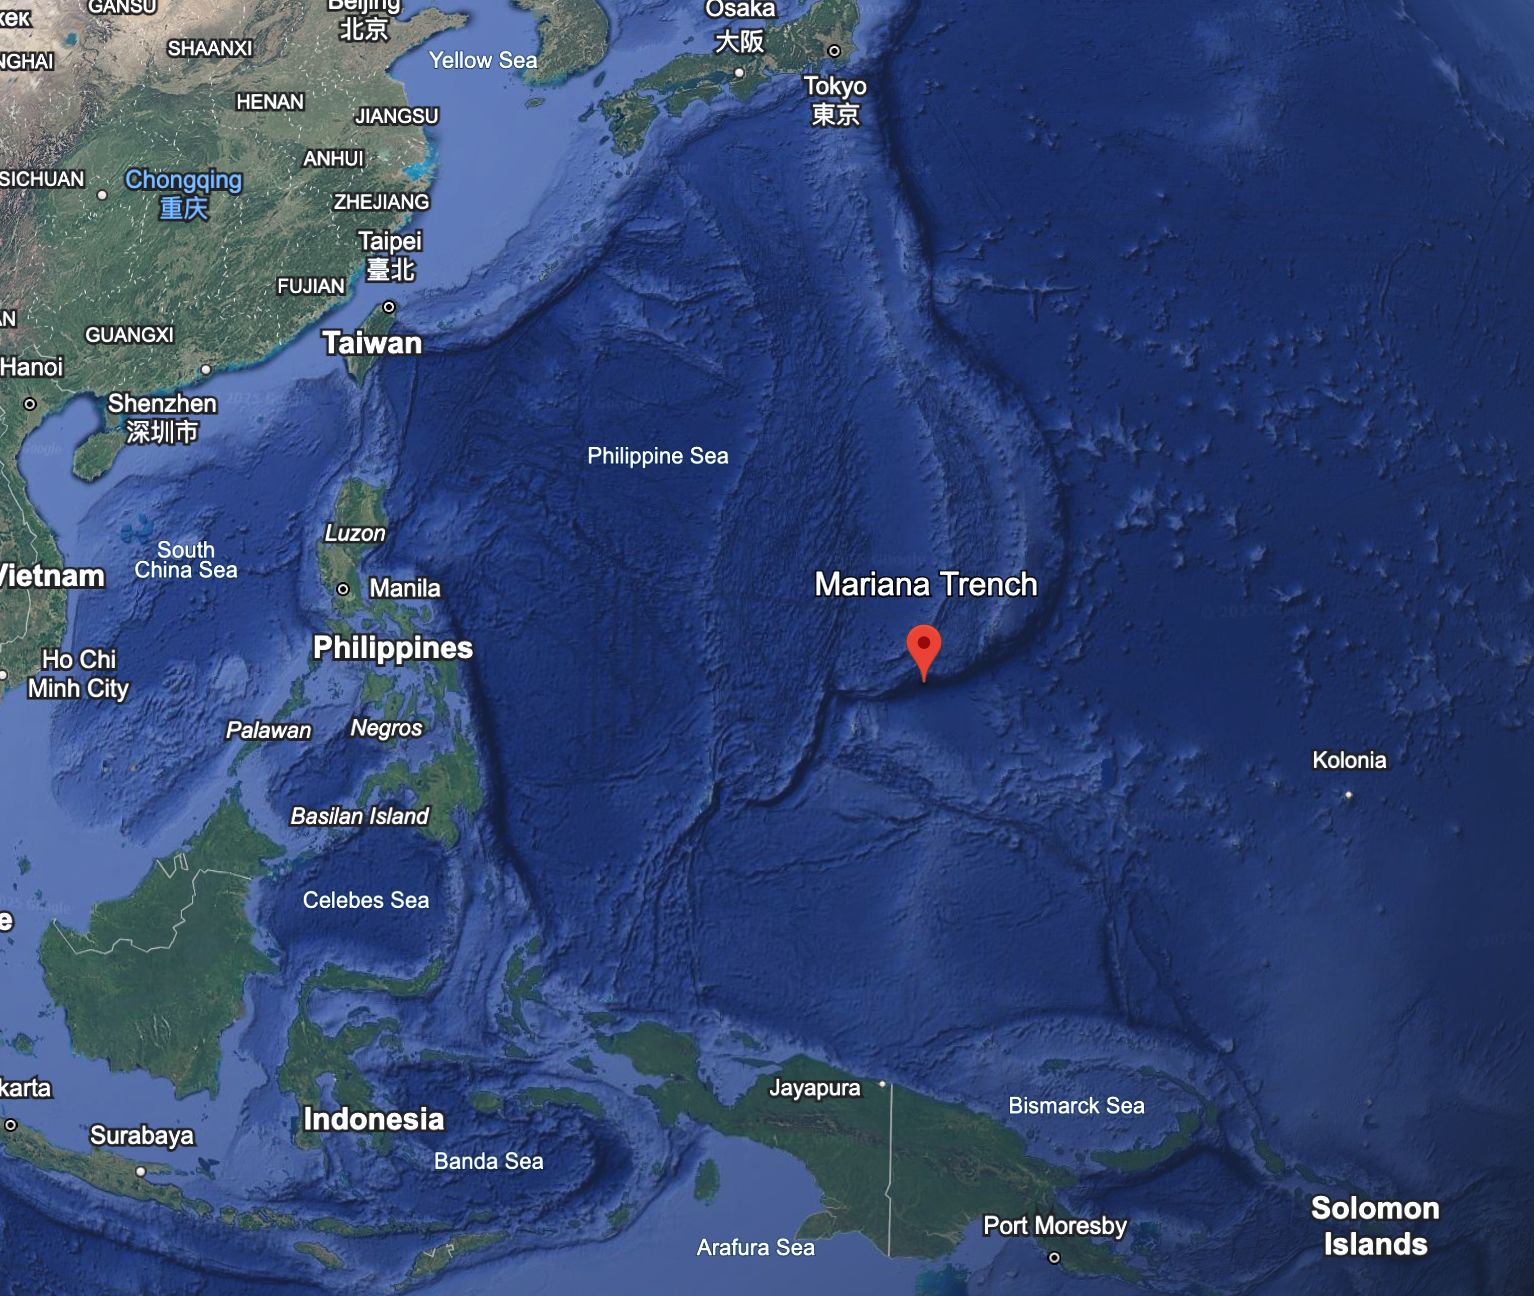 GANSU
Beijing
北京
Osaka
大阪
SHAANXI
Yellow Sea
Tokyo
東京
HENAN
JIANGSU
ANHUI
Chongqing
重庆
ZHEJIANG
Taipei
臺北
FUJIAN
GUANGXI
Taiwan
Hanoi
Shenzhen
深圳市
Philippine Sea
Luzon
South
China Sea
Vietnam
Manila
Mariana Trench
Philippines
Ho Chi
Minh City
Palawan
Negros
Kolonia
Basilan Island
Celebes Sea
Jayapura
Bismarck Sea
Indonesia
Surabaya
Banda Sea
Solomon
Islands
Port Moresby
Arafura Sea